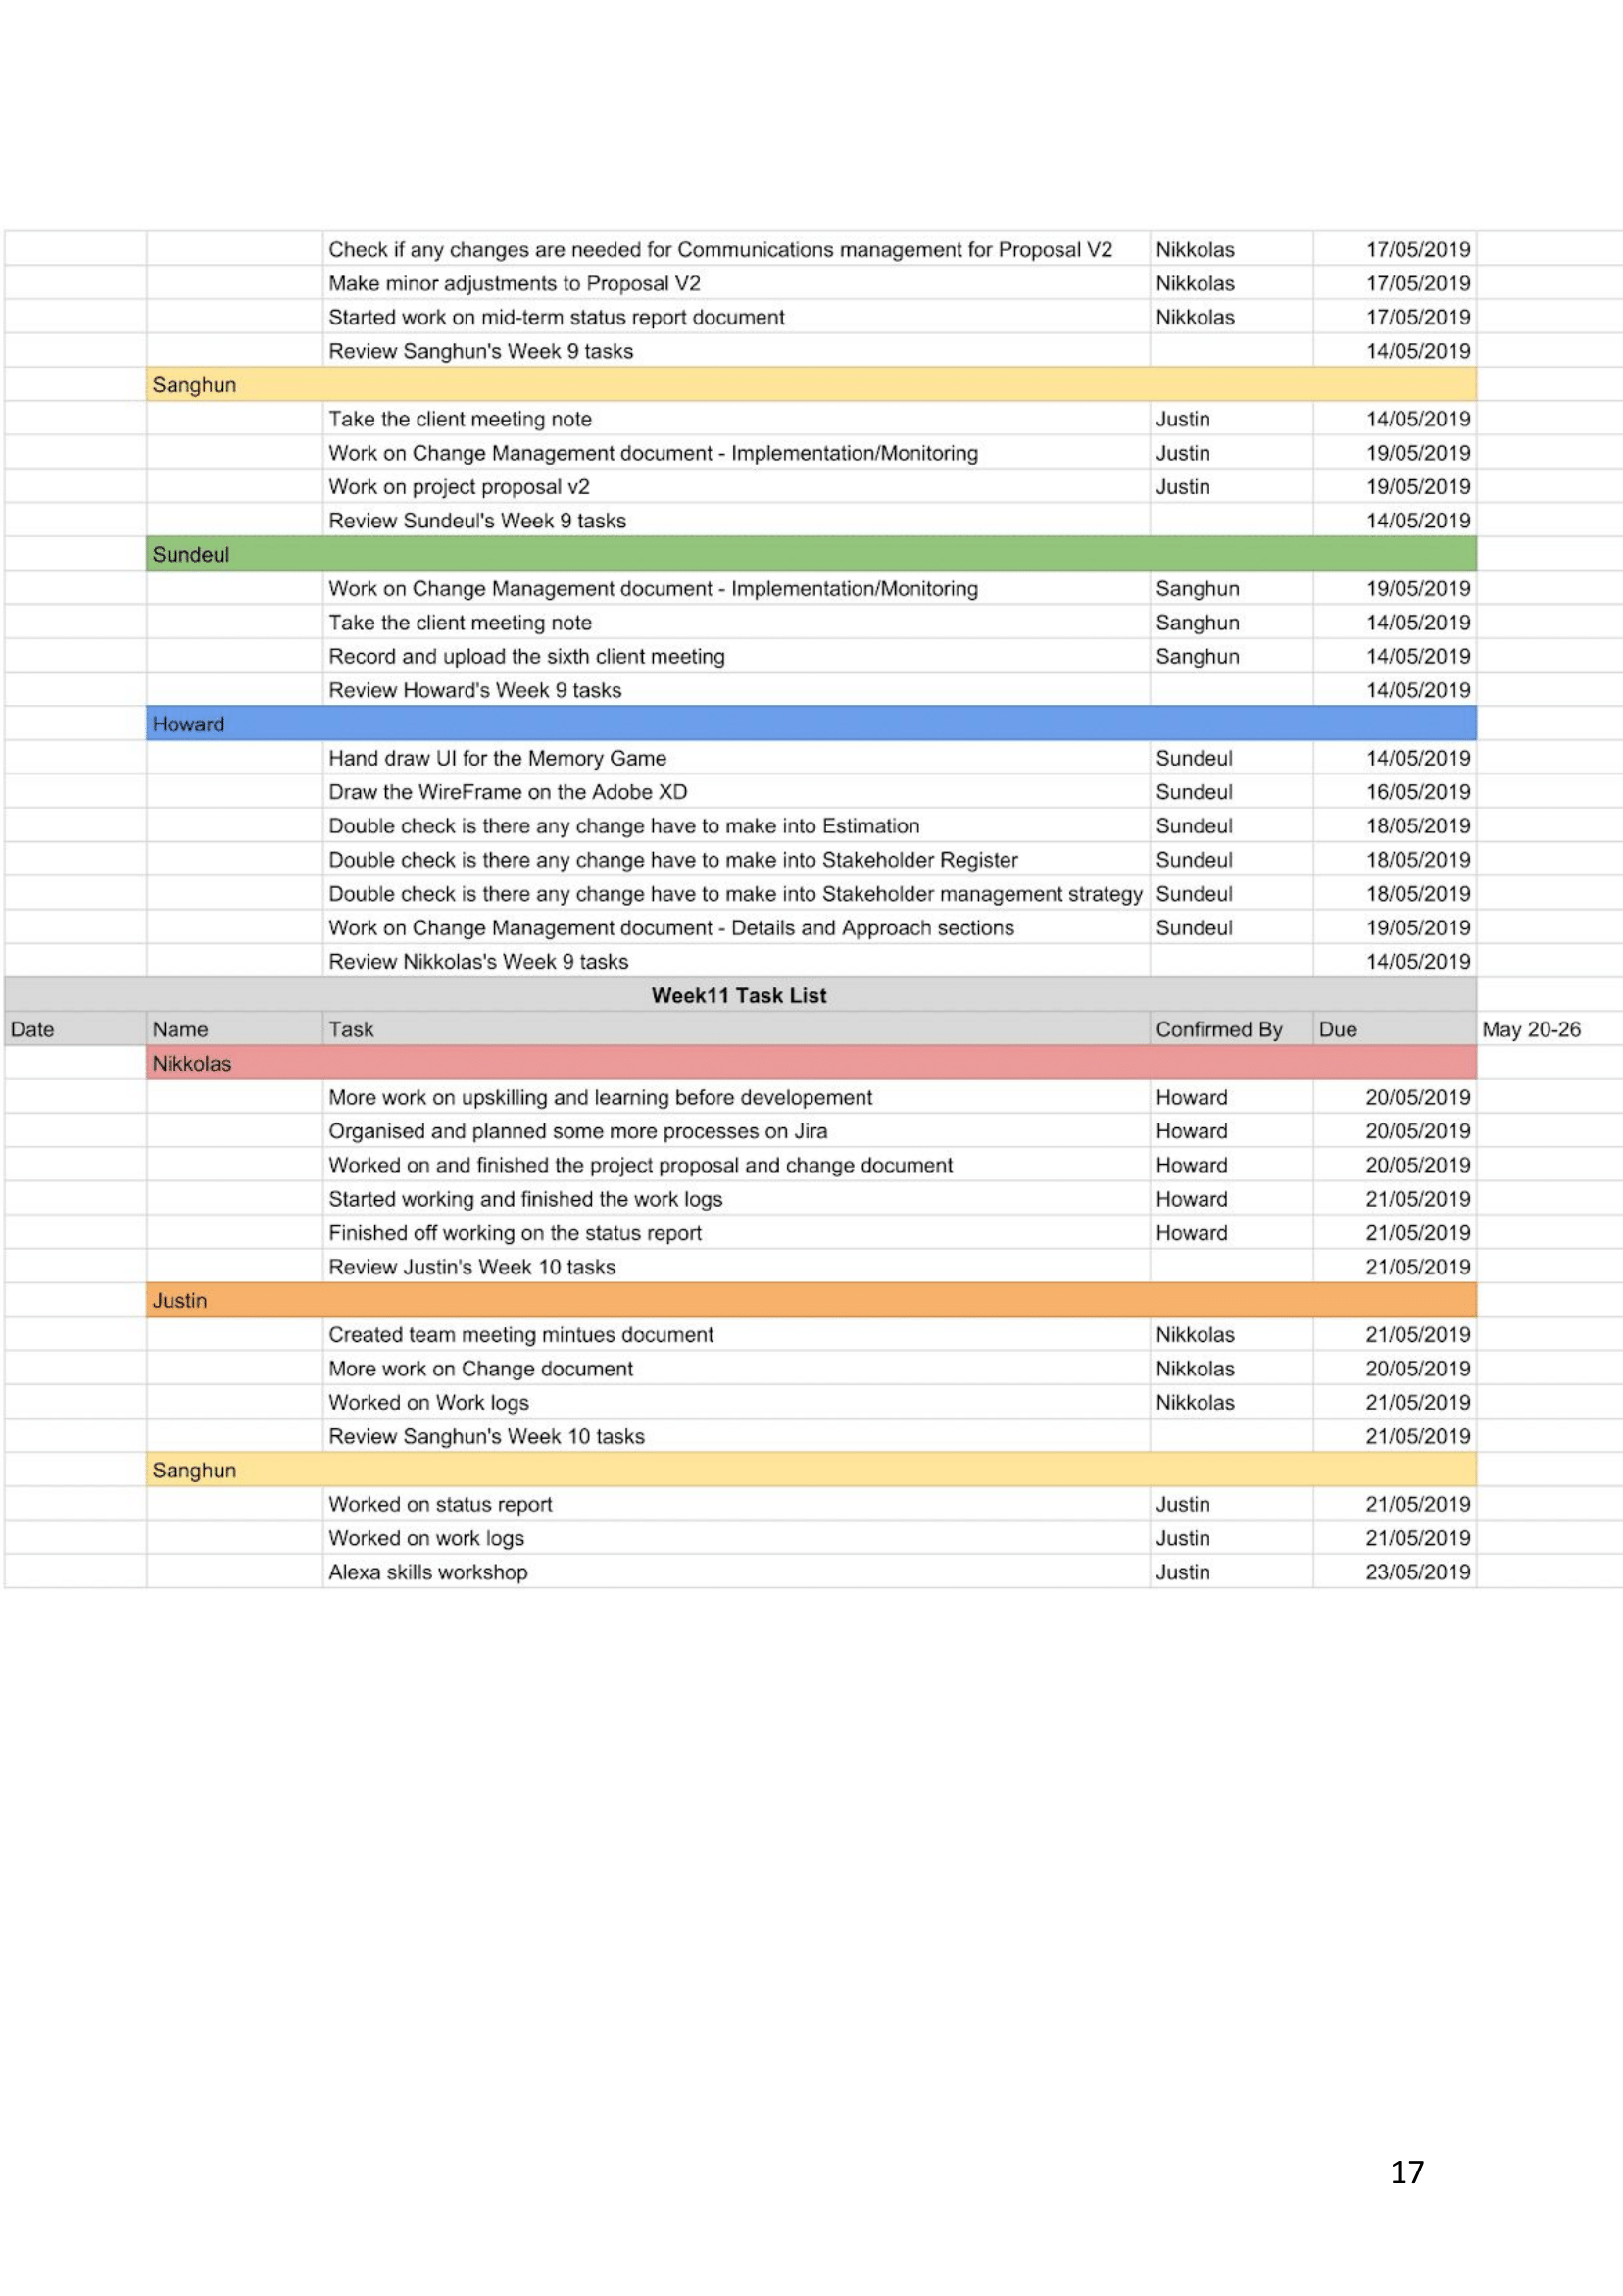 Check if any changes are needed for Communications management for Proposal V2 Nikkolas 17/05/2019
Make minor adjustments to Proposal V2 Nikkolas 17/05/2019
Started work on mid-term status report document Nikkolas 17/05/2019
Review Sanghun's Week 9 tasks 14/05/2019
Sanghun
Take the client meeting note Justin 14/05/2019
Work on Change Management document - Implementation/Monitoring Justin 19/05/2019
Work on project proposal v2 Justin 19/05/2019
Review Sundeul's Week 9 tasks 14/05/2019
Sundeul
Work on Change Management document - Implementation/Monitoring Sanghun 19/05/2019
Take the client meeting note Sanghun 14/05/2019
Record and upload the sixth client meeting Sanghun 14/05/2019
Review Howard's Week 9 tasks 14/05/2019
Howard
Hand draw UI for the Memory Game Sundeul 14/05/2019
Draw the WireFrame on the Adobe XD Sundeul 16/05/2019
Double check is there any change have to make into Estimation Sundeul 18/05/2019
Double check is there any change have to make into Stakeholder Register Sundeul 18/05/2019
Double check is there any change have to make into Stakeholder management strategy Sundeul 18/05/2019
Work on Change Management document - Details and Approach sections Sundeul 19/05/2019
Review Nikkolas's Week 9 tasks 14/05/2019
Week11 Task List
Date Name Task Confirmed By Due May 20-26
Nikkolas
More work on upskilling and learning before developement Howard 20/05/2019
Organised and planned some more processes on Jira Howard 20/05/2019
Worked on and finished the project proposal and change document Howard 20/05/2019
Started working and finished the work logs Howard 21/05/2019
Finished off working on the status report Howard 21/05/2019
Review Justin's Week 10 tasks 21/05/2019
Justin
Created team meeting mintues document Nikkolas 21/05/2019
More work on Change document Nikkolas 20/05/2019
Worked on Work logs Nikkolas 21/05/2019
Review Sanghun's Week 10 tasks 21/05/2019
Sanghun
Worked on status report Justin 21/05/2019
Worked on work logs Justin 21/05/2019
Alexa skills workshop Justin 23/05/2019
17